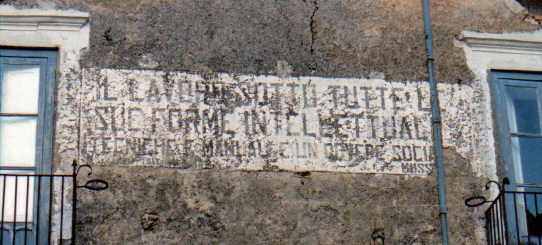 IL LAVORO SOTTO TUTTE LE
SUE FORME INTELLETTUALI
TECNICHE E MANUALI È UN DOVERE SOCIALE